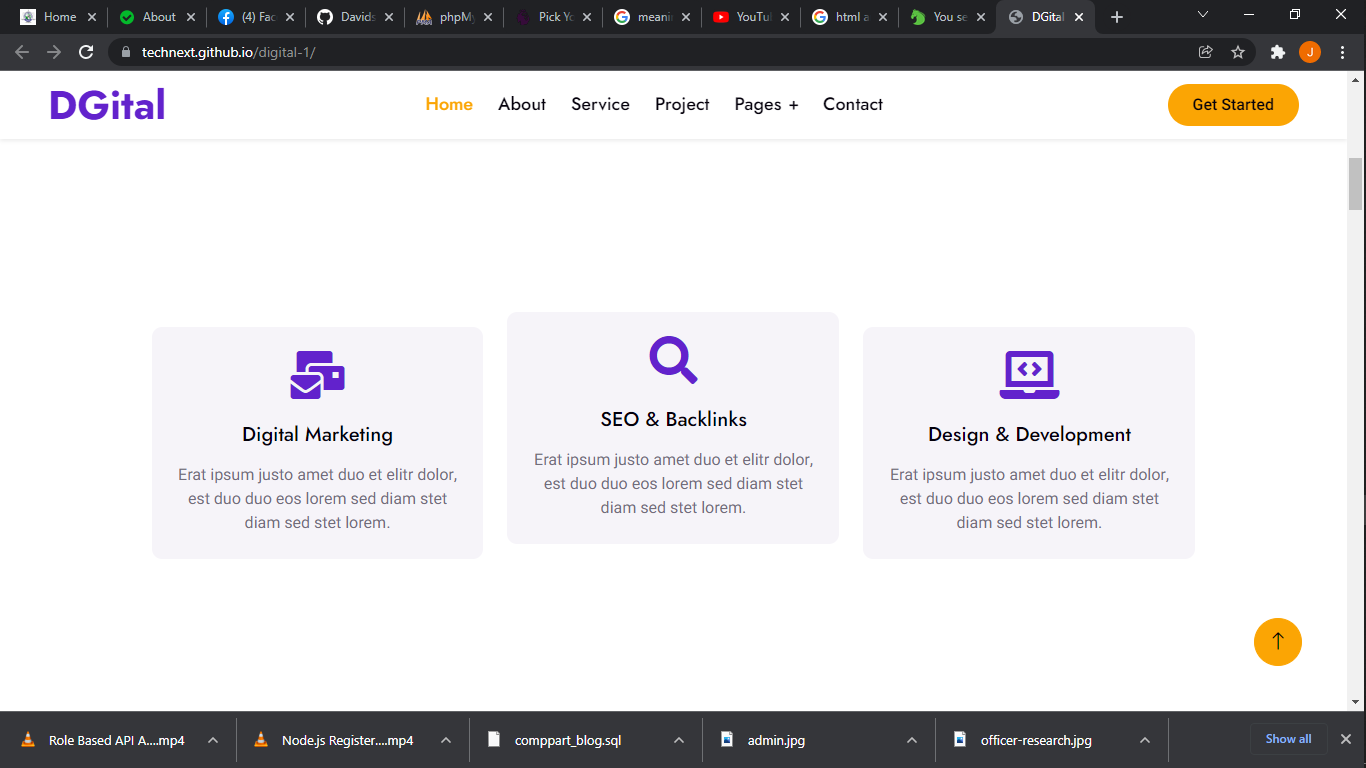 Home
About
(4) Fac
Davids
phpMy
Pick Yo
meani
YouTu
html a
You se
DGital
technext.github.io/digital-1/
J
DGital
Home
About
Service
Project
Pages +
Contact
Get Started
Digital Marketing
Erat ipsum justo amet duo et elitr dolor,
est duo duo eos lorem sed diam stet
diam sed stet lorem.
SEO & Backlinks
Erat ipsum justo amet duo et elitr dolor,
est duo duo eos lorem sed diam stet
diam sed stet lorem.
Design & Development
Erat ipsum justo amet duo et elitr dolor,
est duo duo eos lorem sed diam stet
diam sed stet lorem.
Role Based API A....mp4
Node.js Register....mp4
comppart_blog.sql
admin.jpg
officer-research.jpg
Show all